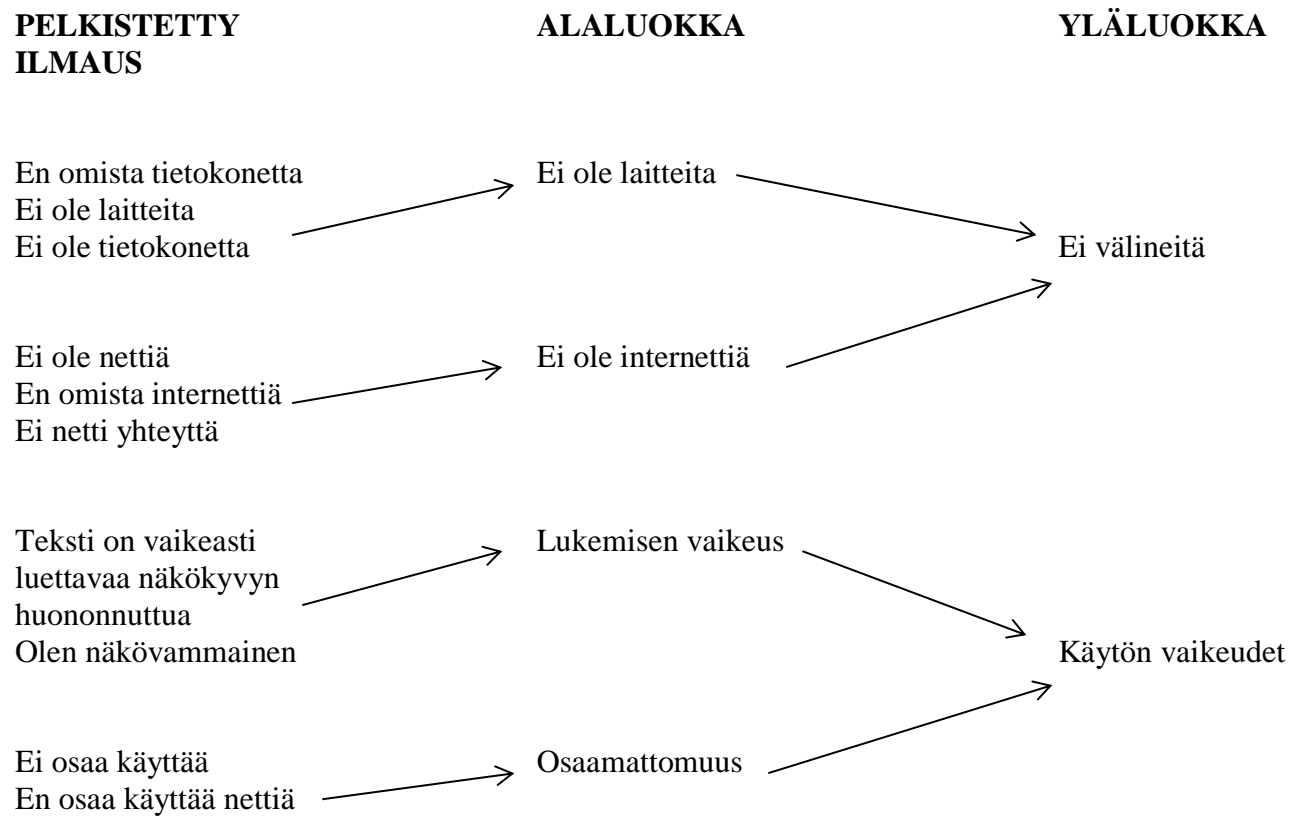 PELKISTETTY ILMAUS
ALALUOKKA
YLÄLUOKKA
En omista tietokonetta
Ei ole laitteita
Ei ole tietokonetta
Ei ole laitteita
Ei välineitä
Ei ole nettiä
En omista internettiä
Ei netti yhteyttä
Ei ole internettiä
Teksti on vaikeasti
luettavaa näkökyvyn
huononnuttua
Olen näkövammainen
Lukemisen vaikeus
Käytön vaikeudet
Ei osaa käyttää
En osaa käyttää nettiä
Osaamattomuus